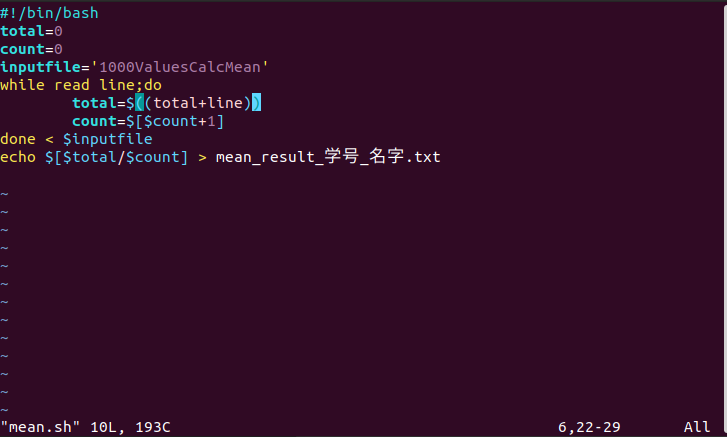 #!/bin/bash
total=0
count=0
inputfile='1000ValuesCalcMean'
while read line;do
        total=$((total+line))
        count=$[$count+1]
done < $inputfile
echo $[$total/$count] > mean_result_学号_名字.txt
~
~
~
~
~
~
~
~
~
~
~
~
~
"mean.sh" 10L, 193C 6,22-29 All